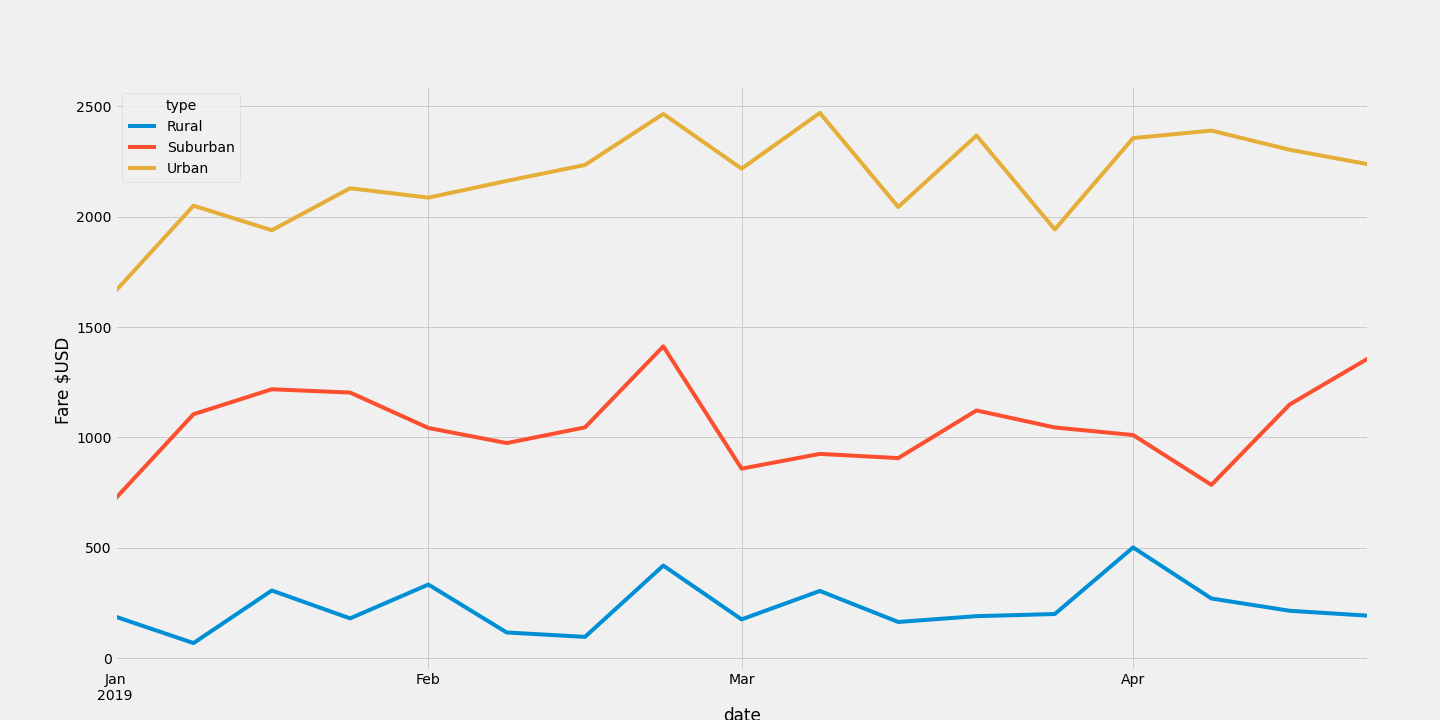 2500
2000
1500
1000
500
0
Fare $USD
type
Rural
Suburban
Urban
Jan
2019
Feb
Mar
Apr
date